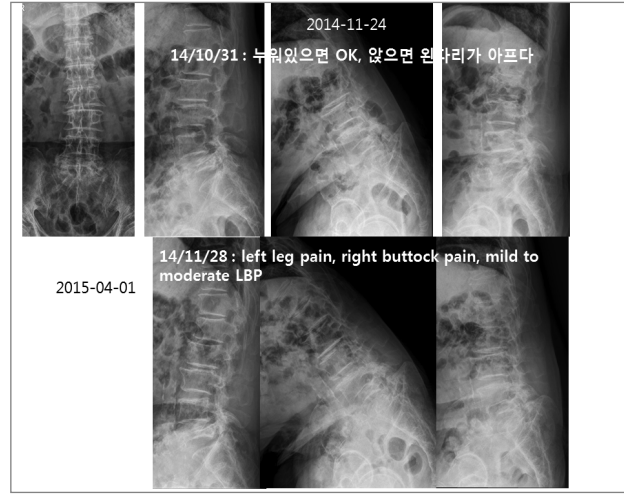 2014-11-24
14/10/31 : 누워있으면 OK, 앉으면 왼다리가 아프다
14/11/28 : left leg pain, right buttock pain, mild to
moderate LBP
2015-04-01